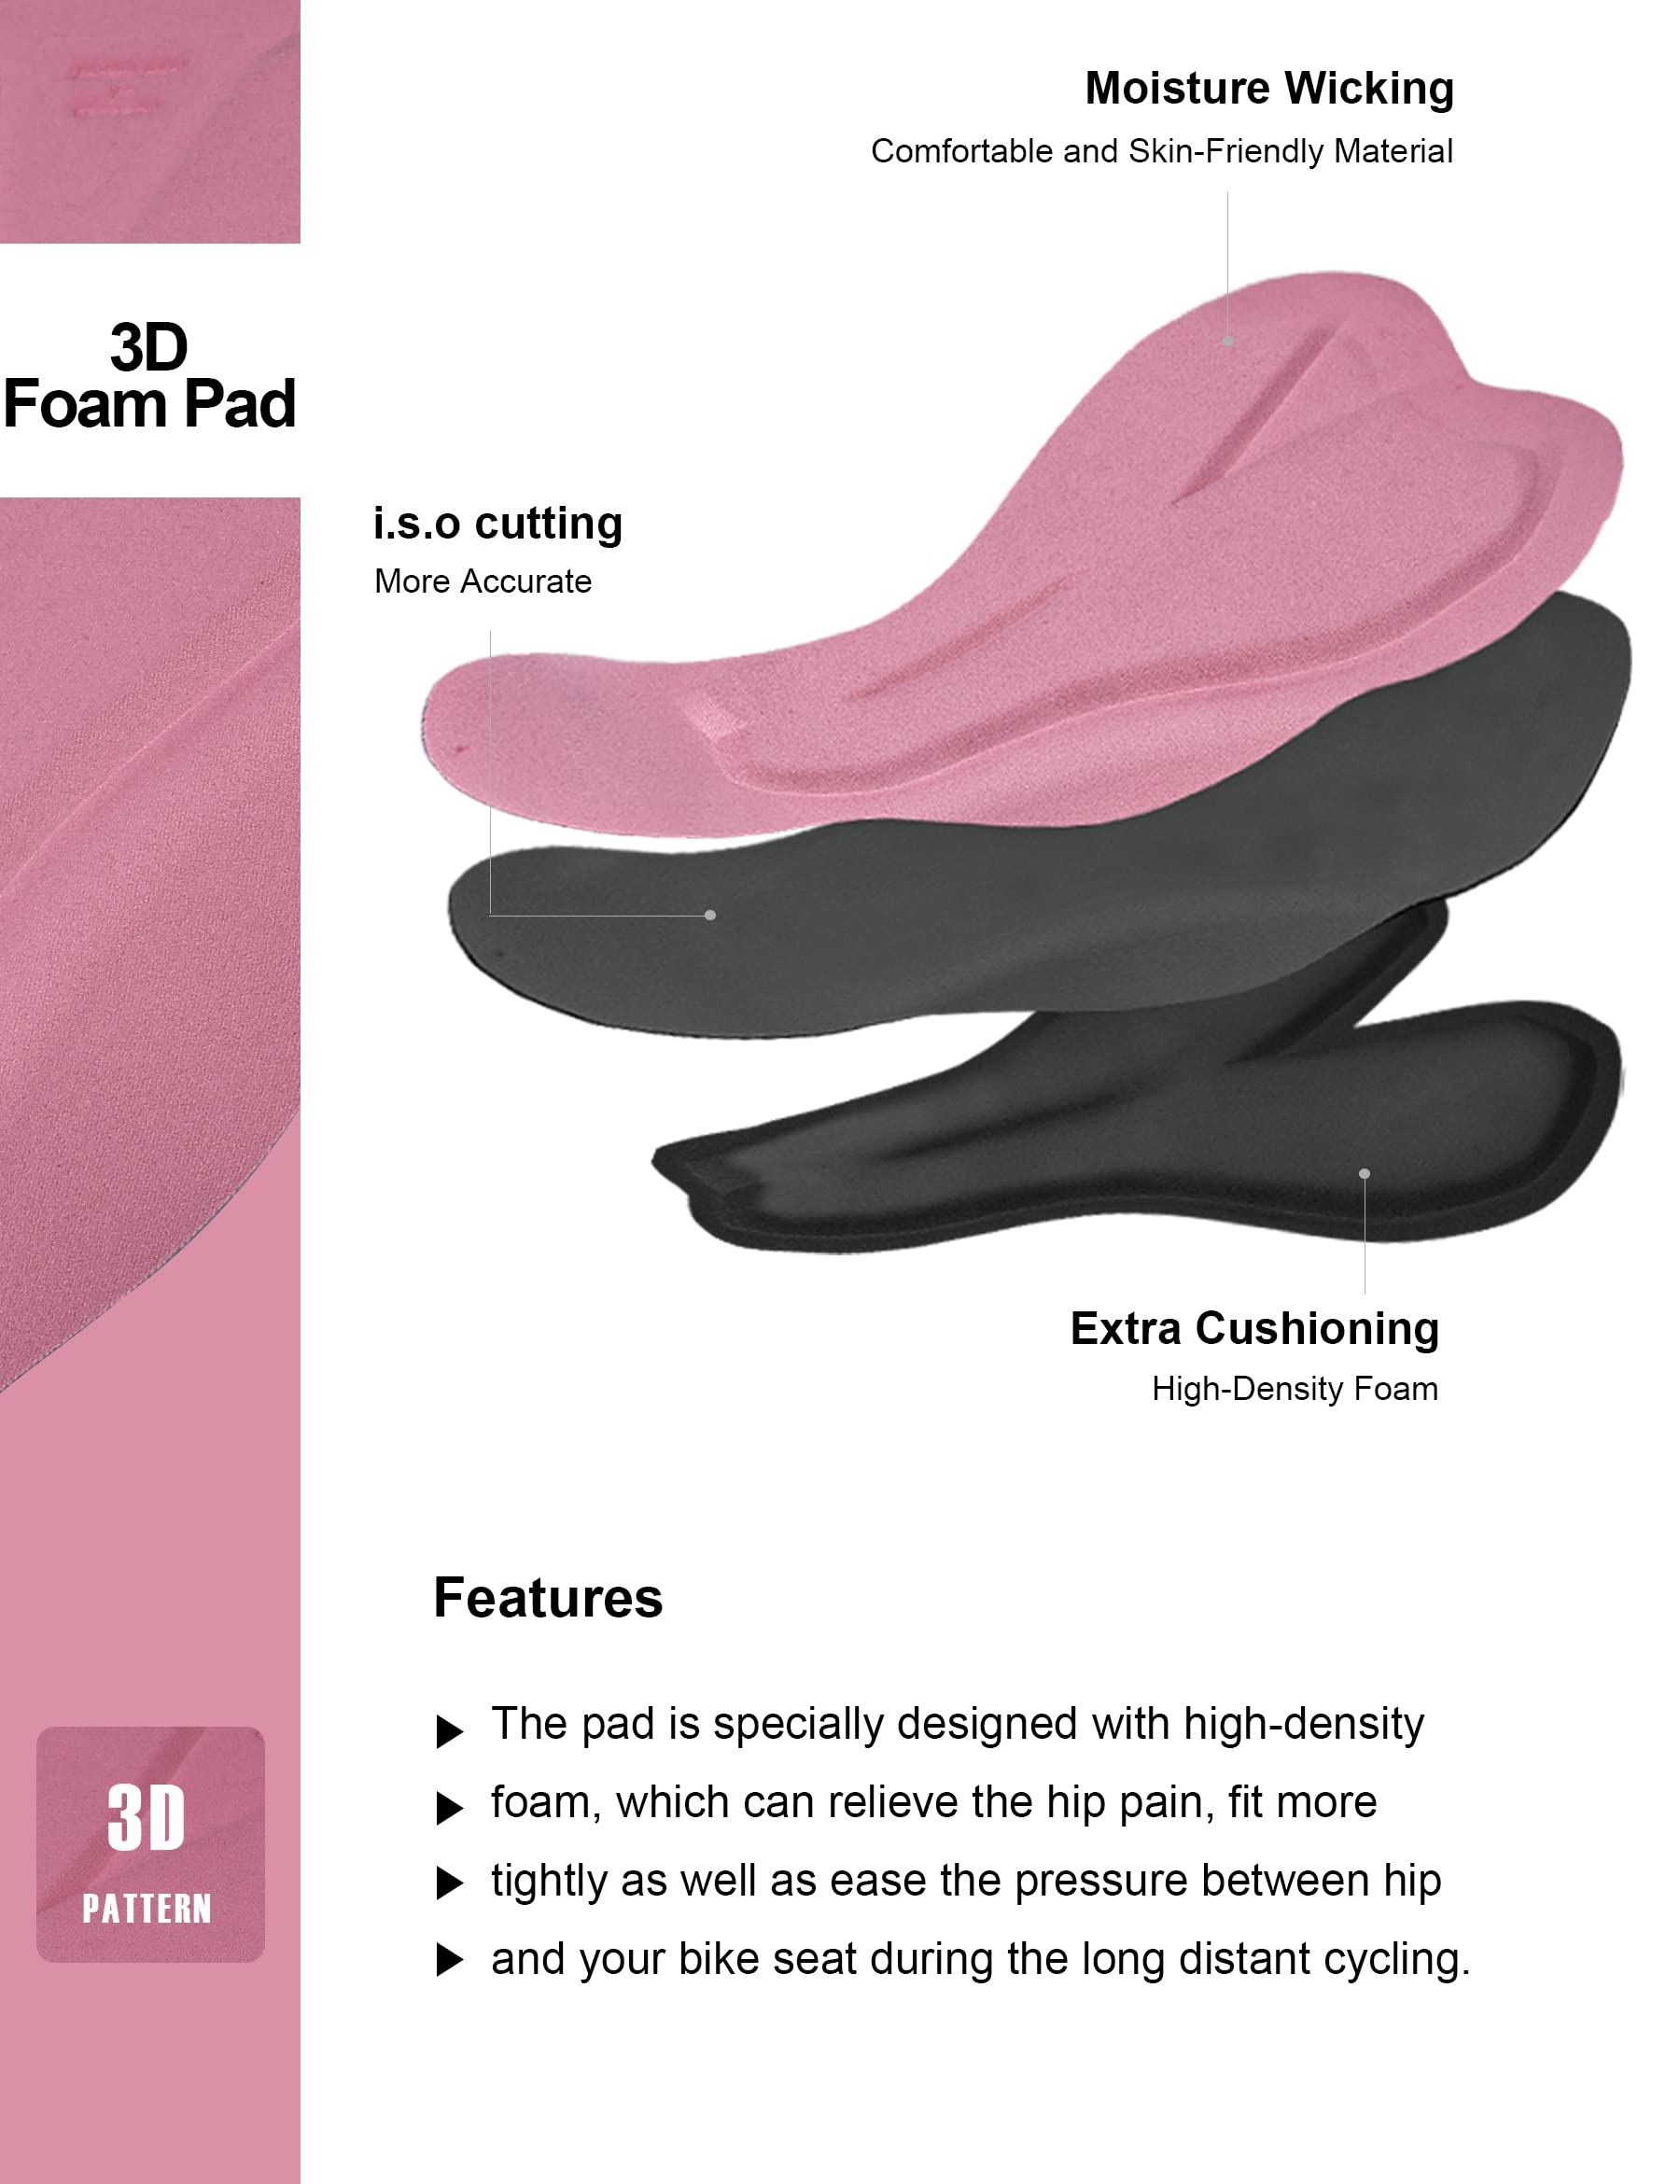 Moisture Wicking
Comfortable and Skin-Friendly Material
3D
Foam Pad
i.s.o cutting
More Accurate
Extra Cushioning
High-Density Foam
Features
The pad is specially designed with high-density
foam, which can relieve the hip pain, fit more
tightly as well as ease the pressure between hip
and your bike seat during the long distant cycling.
3D
PATTERN